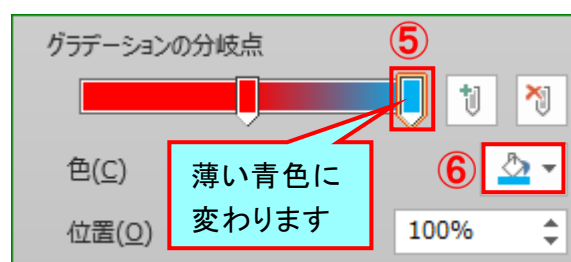 グラデーションの分岐点
⑤
色(C)
⑥
薄い青色に
変わります
位置(O)
100%